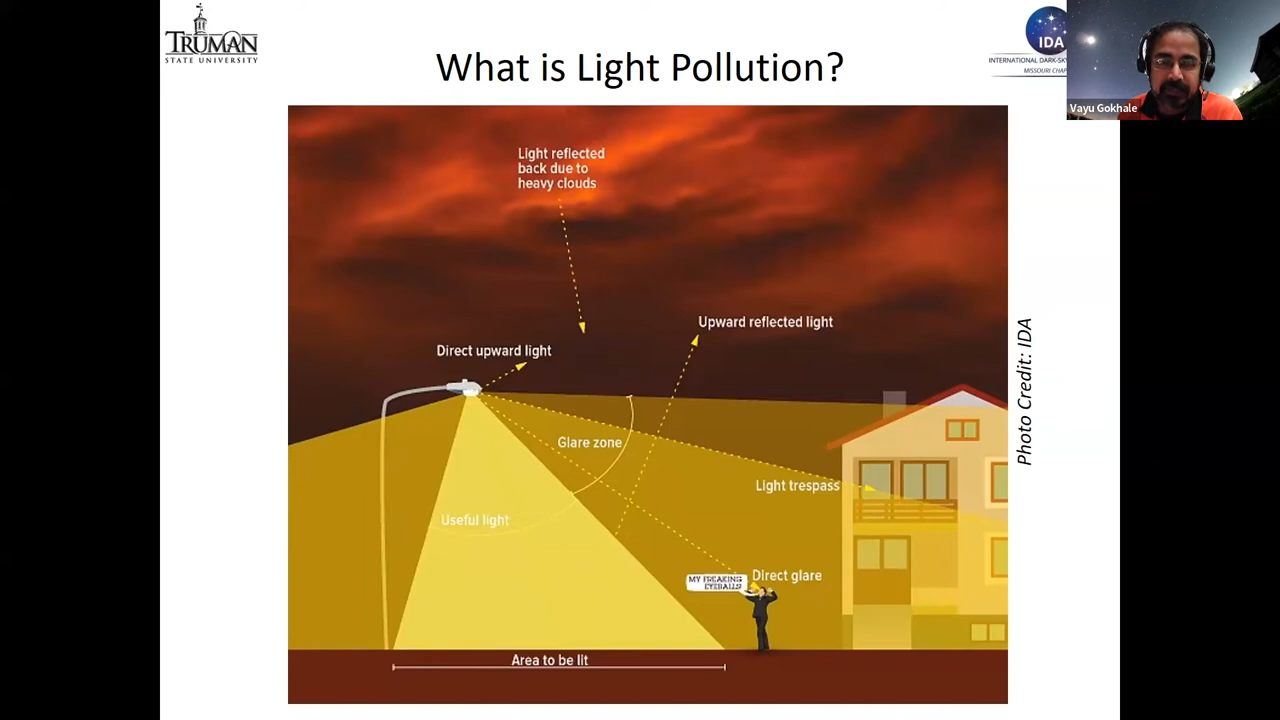 TRUMAN
STATE UNIVERSITY
What is Light Pollution?
IDA
INTERNATIONAL DARK-SK
MISSOURI CHAP
Vayu Gokhale
Light reflected
back due to
heavy clouds
Upward reflected light
Direct upward light
Glare zone
Light trespass
Useful light
MY FREAKING
EYEBALLS!
Direct glare
Area to be lit
Photo Credit: IDA